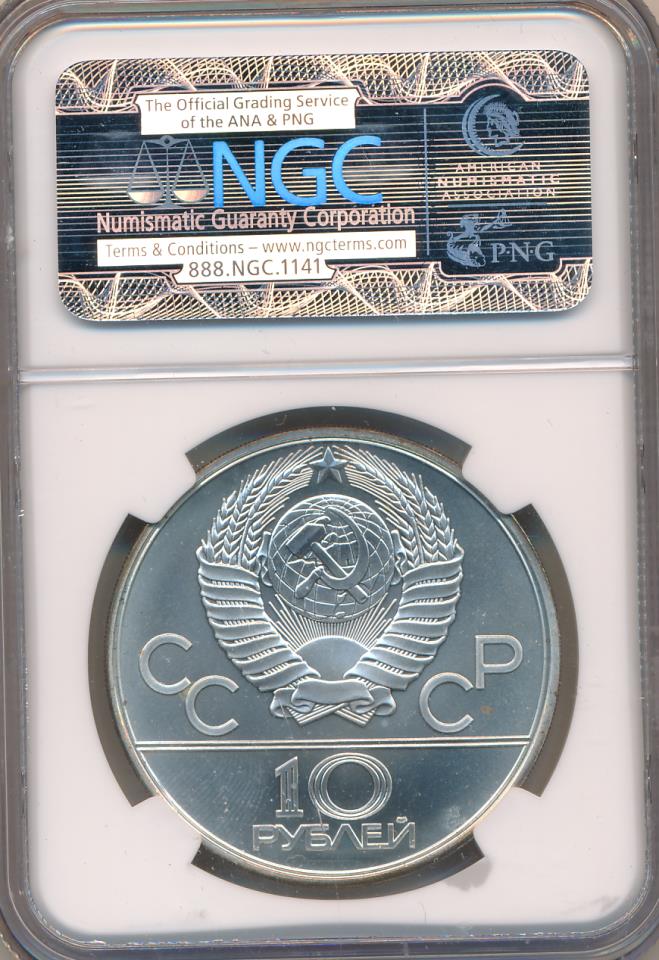 The Official Grading Service
of the ANA & PNG
NGC
Numismatic Guaranty Corporation
Terms & Conditions – www.ngcterms.com
888.NGC.1141
AMERICAN
NUMISMATIC
ASSOCIATION
PNG
СССР
10
РУБЛЕЙ